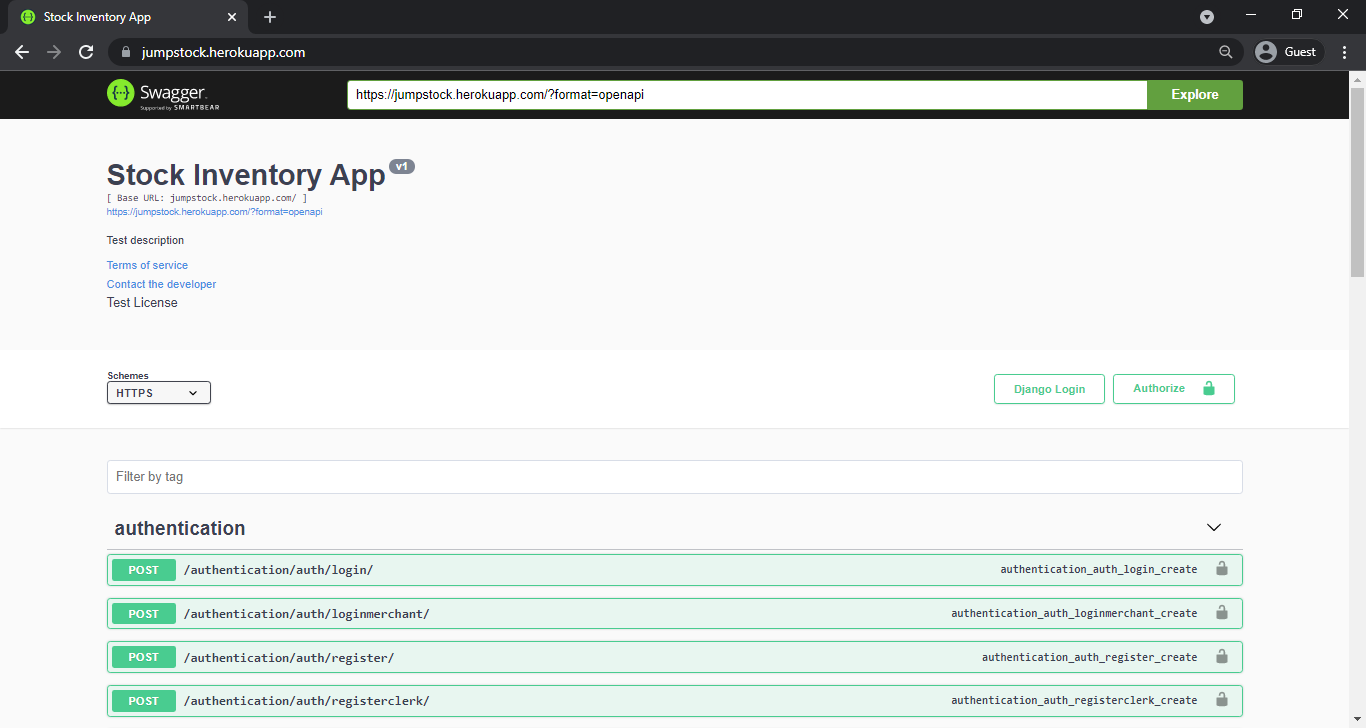 Stock Inventory App
jumpstock.herokuapp.com
Guest
Swagger.
Supported by SMARTBEAR
https://jumpstock.herokuapp.com/?format=openapi
Explore
Stock Inventory App v1
[ Base URL: jumpstock.herokuapp.com/ ]
https://jumpstock.herokuapp.com/?format=openapi
Test description
Terms of service
Contact the developer
Test License
Schemes
HTTPS
Django Login
Authorize
Filter by tag
authentication
POST /authentication/auth/login/ authentication_auth_login_create
POST /authentication/auth/loginmerchant/ authentication_auth_loginmerchant_create
POST /authentication/auth/register/ authentication_auth_register_create
POST /authentication/auth/registerclerk/ authentication_auth_registerclerk_create